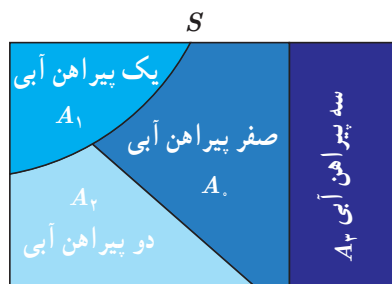 S
یک پیراهن آبی
A۱
صفر پیراهن آبی
A۰
سه پیراهن آبی A۳
A۲
دو پیراهن آبی